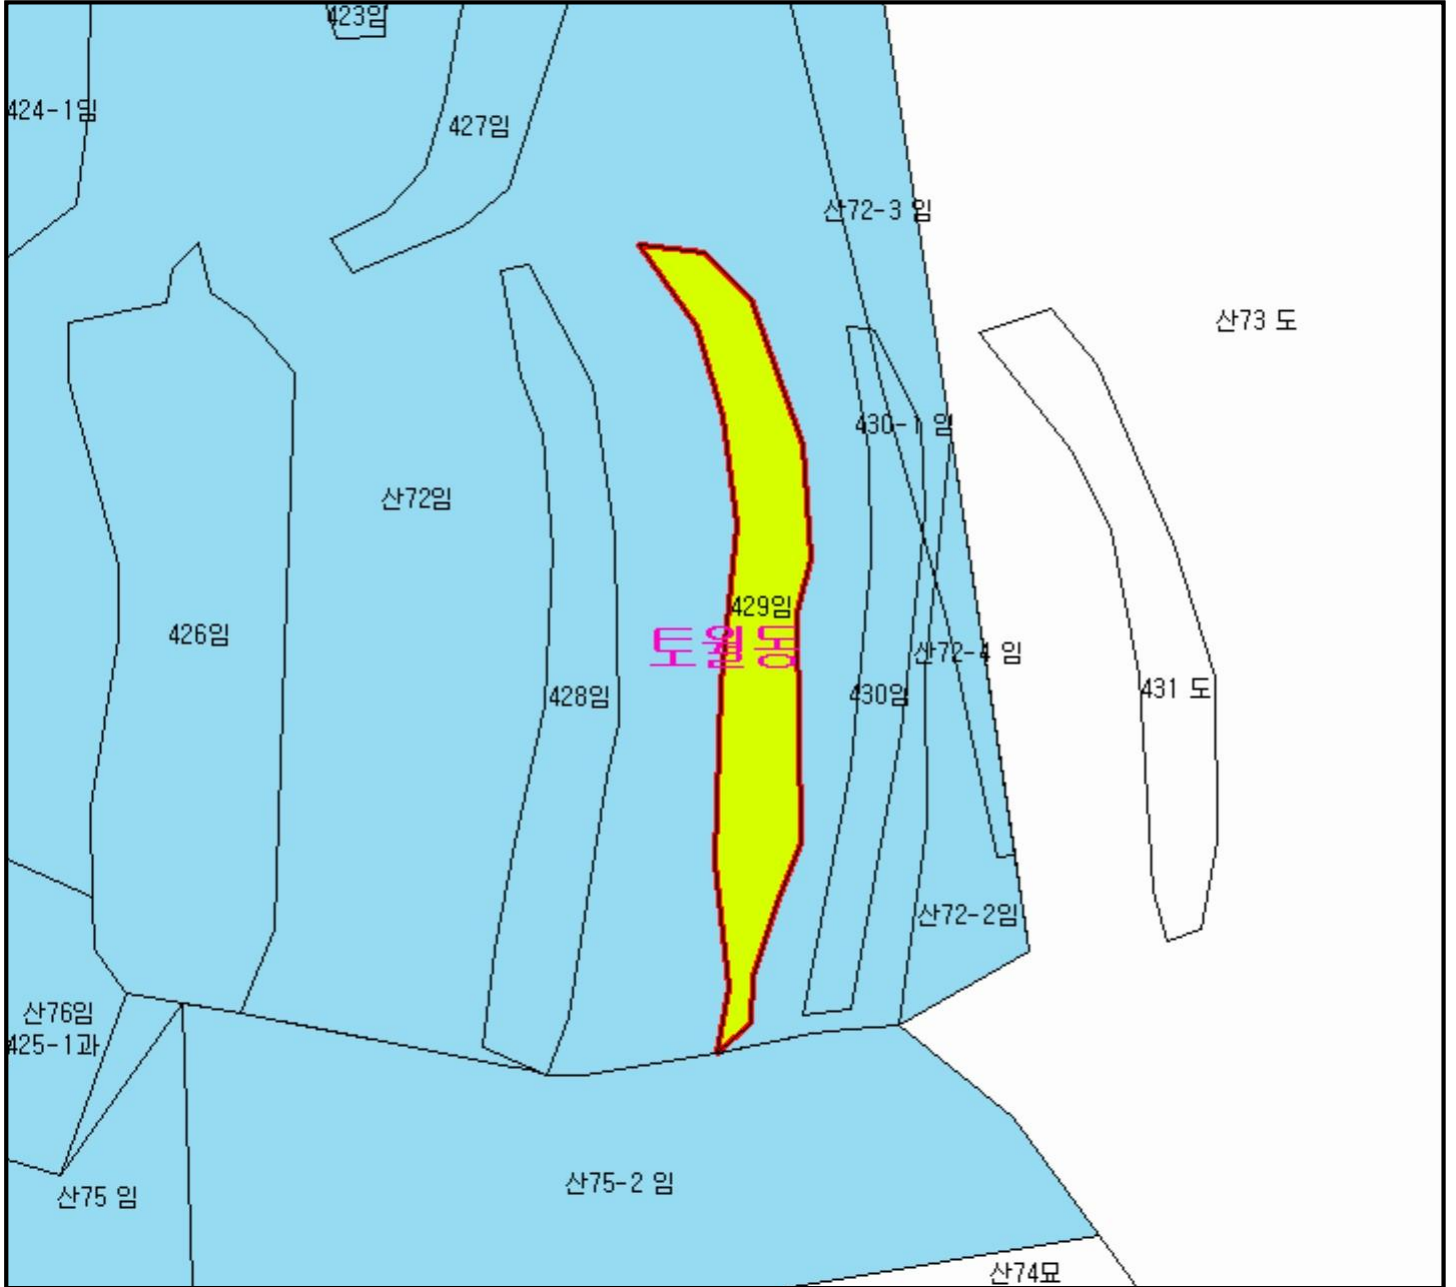 423임
424-1임
427임
산72-3 임
산73 도
430-1 임
산72임
429임
426임
토월동
산72-4 임
428임
430임
431 도
산72-2임
산76임
425-1과
산75-2 임
산75 임
산74묘